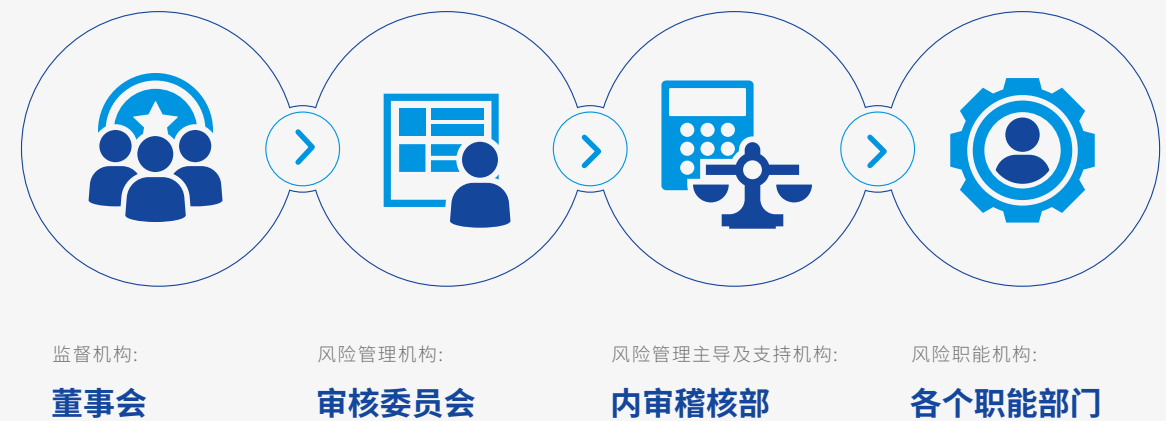 监督机构:
董事会
风险管理机构:
审核委员会
风险管理主导及支持机构:
内审稽核部
风险职能机构:
各个职能部门